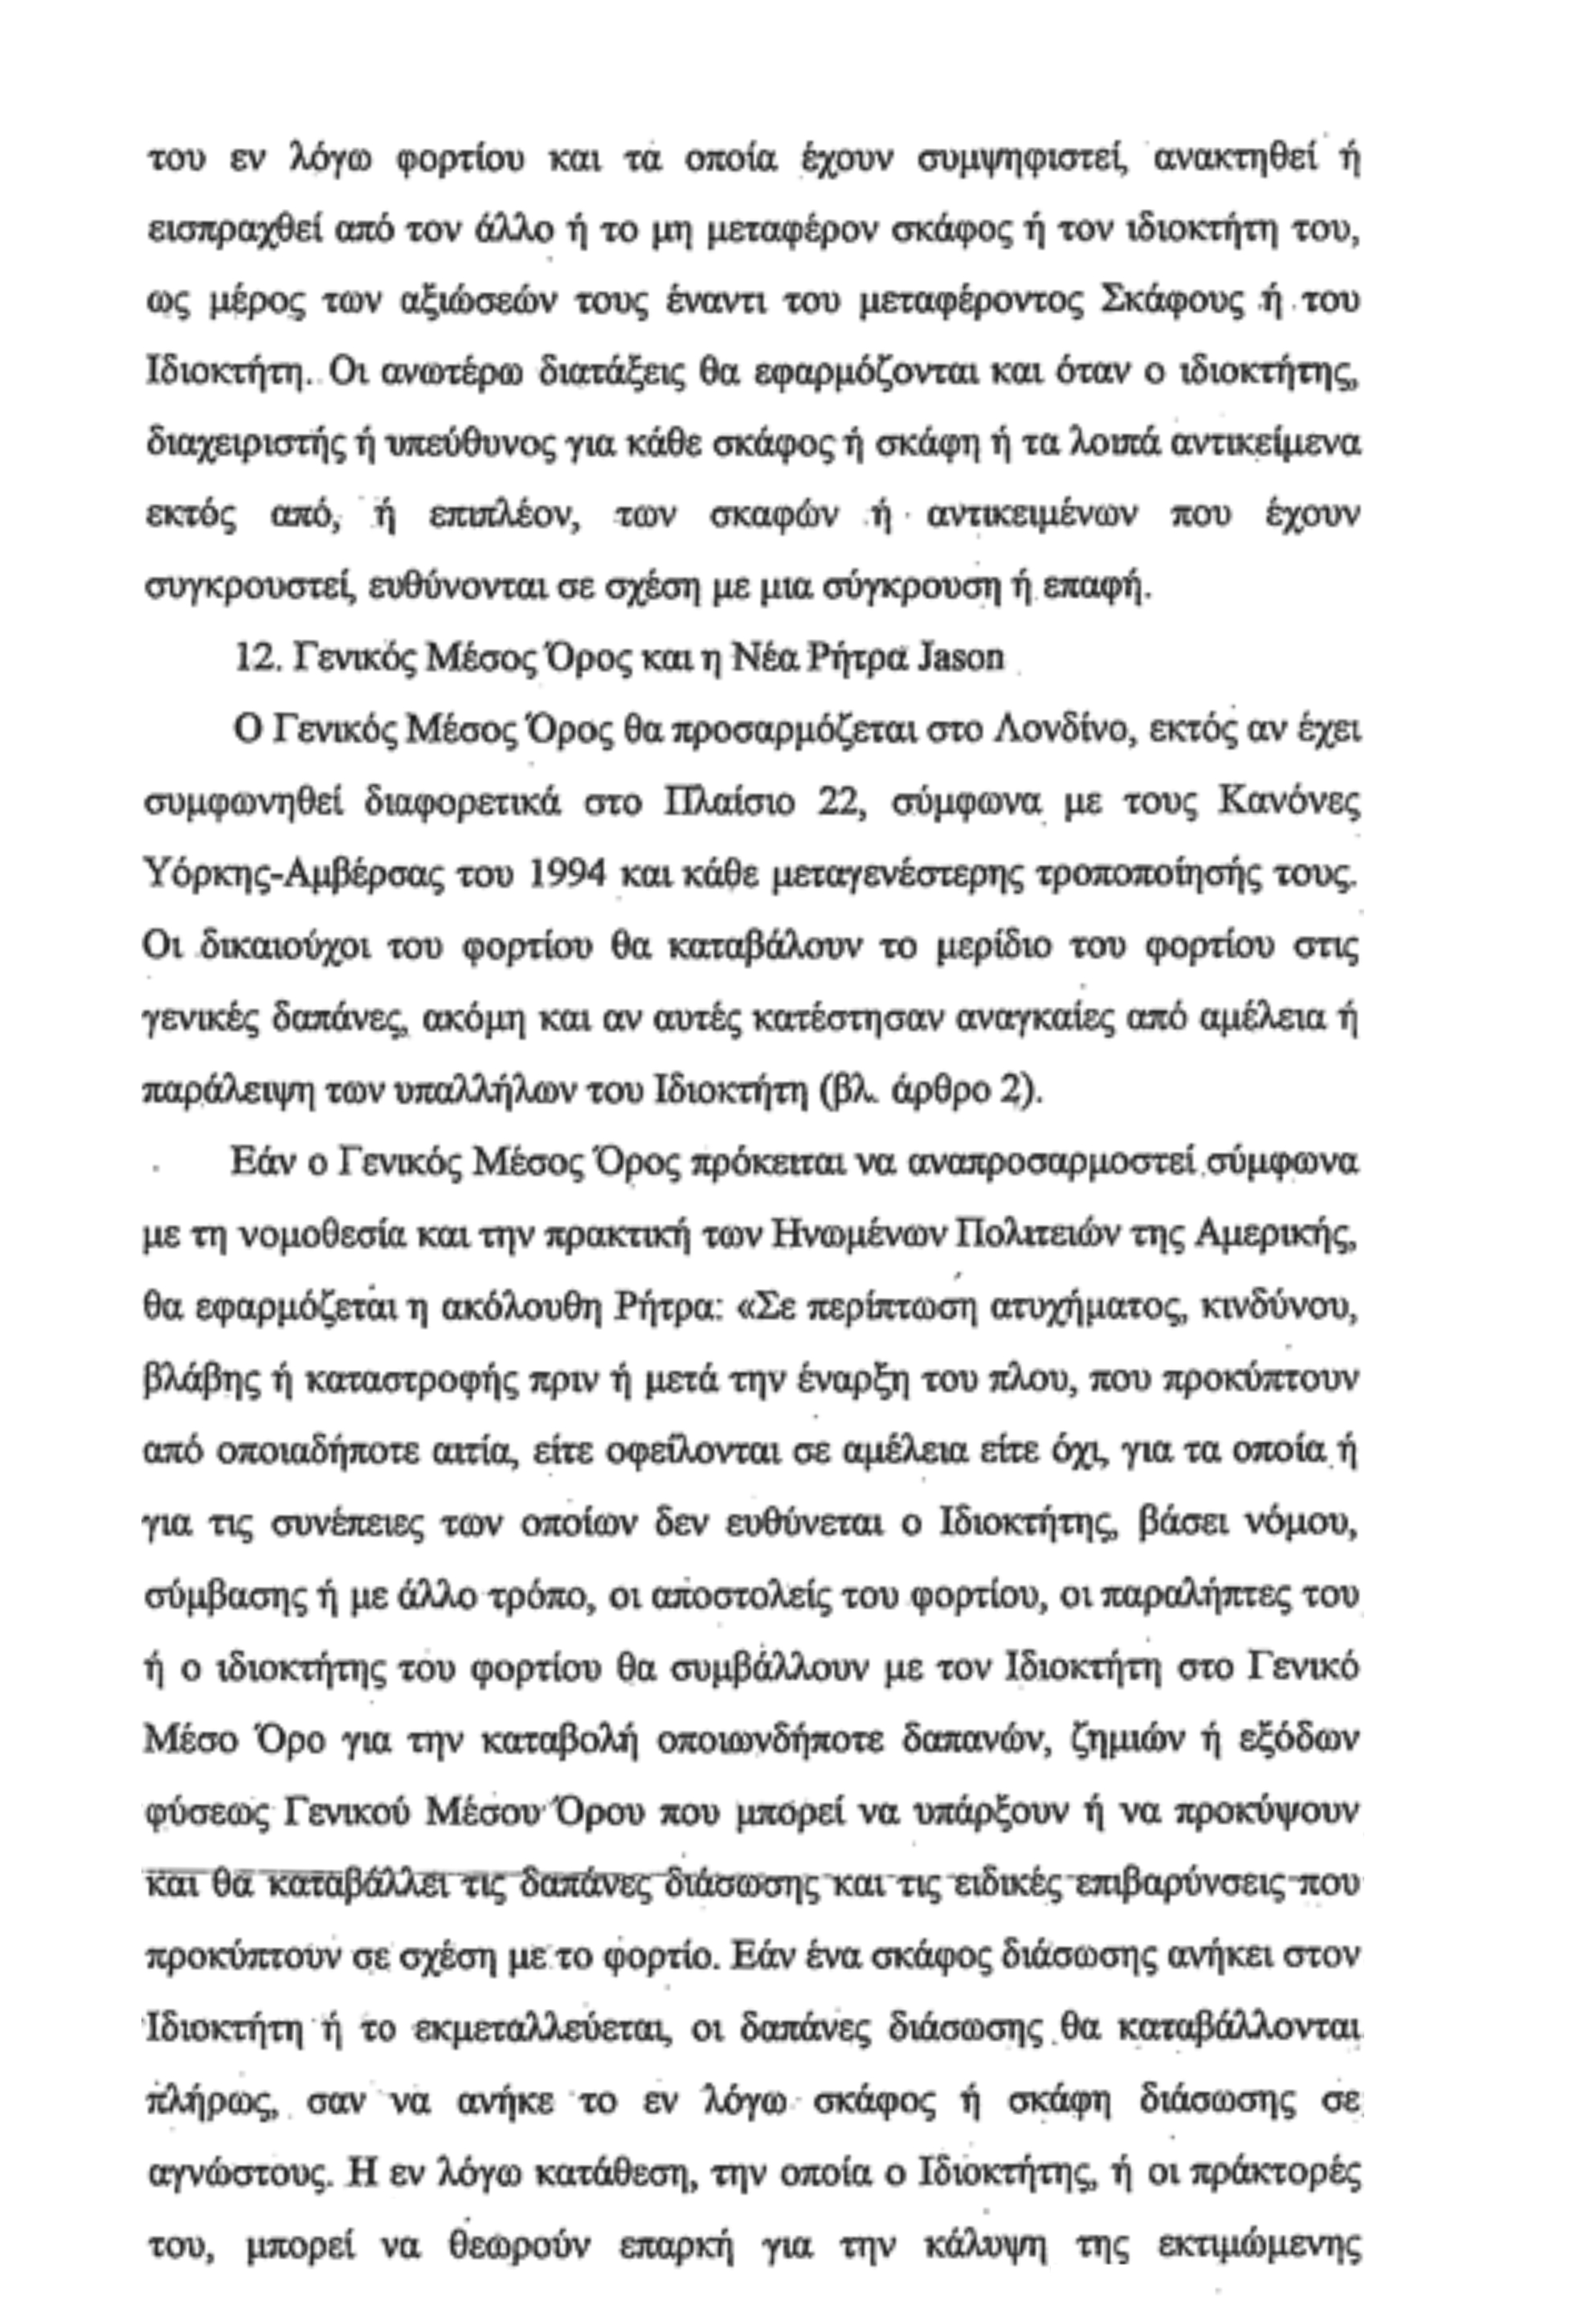 του εν λόγω φορτίου και τα οποία έχουν συμψηφιστεί, ανακτηθεί ή
εισπραχθεί από τον άλλο ή το μη μεταφέρον σκάφος ή τον ιδιοκτήτη του,
ως μέρος των αξιώσεών τους έναντι του μεταφέροντος Σκάφους ή του
Ιδιοκτήτη. Οι ανωτέρω διατάξεις θα εφαρμόζονται και όταν ο ιδιοκτήτης,
διαχειριστής ή υπεύθυνος για κάθε σκάφος ή σκάφη ή τα λοιπά αντικείμενα
εκτός από, ή επιπλέον, των σκαφών ή αντικειμένων που έχουν
συγκρουστεί, ευθύνονται σε σχέση με μια σύγκρουση ή επαφή.
12. Γενικός Μέσος Όρος και η Νέα Ρήτρα Jason
Ο Γενικός Μέσος Όρος θα προσαρμόζεται στο Λονδίνο, εκτός αν έχει
συμφωνηθεί διαφορετικά στο Πλαίσιο 22, σύμφωνα με τους Κανόνες
Υόρκης-Αμβέρσας του 1994 και κάθε μεταγενέστερης τροποποίησής τους.
Οι δικαιούχοι του φορτίου θα καταβάλουν το μερίδιο του φορτίου στις
γενικές δαπάνες, ακόμη και αν αυτές κατέστησαν αναγκαίες από αμέλεια ή
παράλειψη των υπαλλήλων του Ιδιοκτήτη (βλ. άρθρο 2).
Εάν ο Γενικός Μέσος Όρος πρόκειται να αναπροσαρμοστεί σύμφωνα
με τη νομοθεσία και την πρακτική των Ηνωμένων Πολιτειών της Αμερικής,
θα εφαρμόζεται η ακόλουθη Ρήτρα: «Σε περίπτωση ατυχήματος, κινδύνου,
βλάβης ή καταστροφής πριν ή μετά την έναρξη του πλου, που προκύπτουν
από οποιαδήποτε αιτία, είτε οφείλονται σε αμέλεια είτε όχι, για τα οποία ή
για τις συνέπειες των οποίων δεν ευθύνεται ο Ιδιοκτήτης, βάσει νόμου,
σύμβασης ή με άλλο τρόπο, οι αποστολείς του φορτίου, οι παραλήπτες του
ή ο ιδιοκτήτης του φορτίου θα συμβάλλουν με τον Ιδιοκτήτη στο Γενικό
Μέσο Όρο για την καταβολή οποιωνδήποτε δαπανών, ζημιών ή εξόδων
φύσεως Γενικού Μέσου Όρου που μπορεί να υπάρξουν ή να προκύψουν
και θα καταβάλλει τις δαπάνες διάσωσης και τις ειδικές επιβαρύνσεις που
προκύπτουν σε σχέση με το φορτίο. Εάν ένα σκάφος διάσωσης ανήκει στον
Ιδιοκτήτη ή το εκμεταλλεύεται, οι δαπάνες διάσωσης θα καταβάλλονται
πλήρως, σαν να ανήκε το εν λόγω σκάφος ή σκάφη διάσωσης σε
αγνώστους. Η εν λόγω κατάθεση, την οποία ο Ιδιοκτήτης, ή οι πράκτορές
του, μπορεί να θεωρούν επαρκή για την κάλυψη της εκτιμώμενης